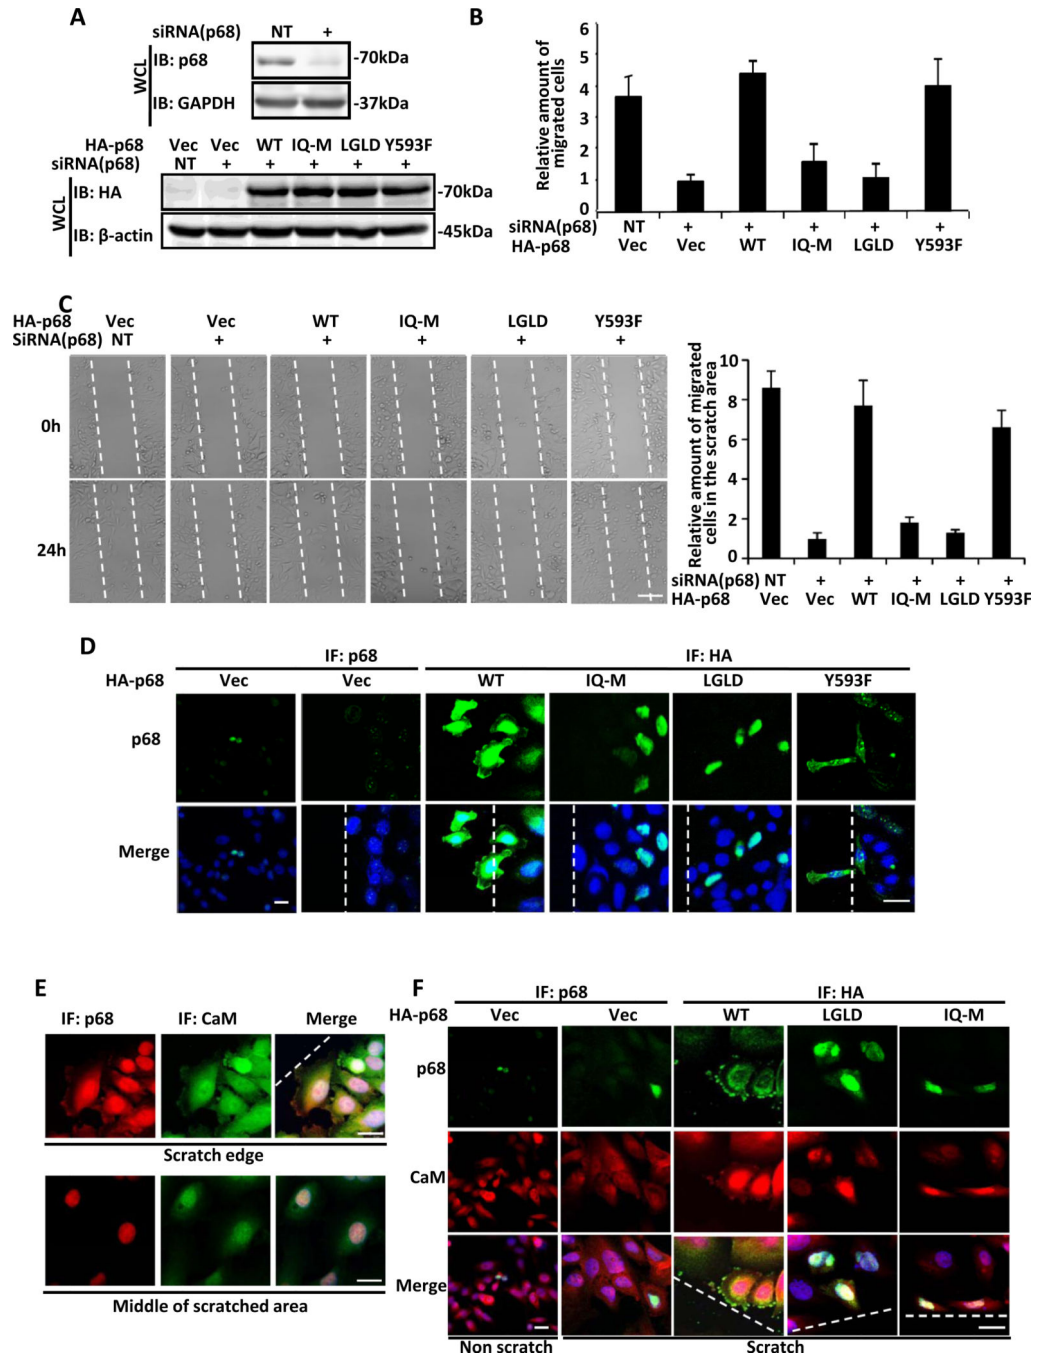 A
siRNA(p68) NT +
WCL
IB: p68 -70kDa
IB: GAPDH -37kDa
HA-p68 Vec Vec WT IQ-M LGLD Y593F
siRNA(p68) NT + + + + +
WCL
IB: HA -70kDa
IB: β-actin -45kDa
B
Relative amount of
migrated cells
6
5
4
3
2
1
0
siRNA(p68) NT + + + + +
HA-p68 Vec Vec WT IQ-M LGLD Y593F
C
HA-p68 Vec Vec WT IQ-M LGLD Y593F
SiRNA(p68) NT + + + + +
0h
24h
Relative amount of migrated
cells in the scratch area
10
8
6
4
2
0
siRNA(p68) NT + + + + +
HA-p68 Vec Vec WT IQ-M LGLD Y593F
D
IF: p68 IF: HA
HA-p68 Vec Vec WT IQ-M LGLD Y593F
p68
Merge
E
IF: p68 IF: CaM Merge
Scratch edge
Middle of scratched area
F
IF: p68 IF: HA
HA-p68 Vec Vec WT LGLD IQ-M
p68
CaM
Merge
Non scratch Scratch